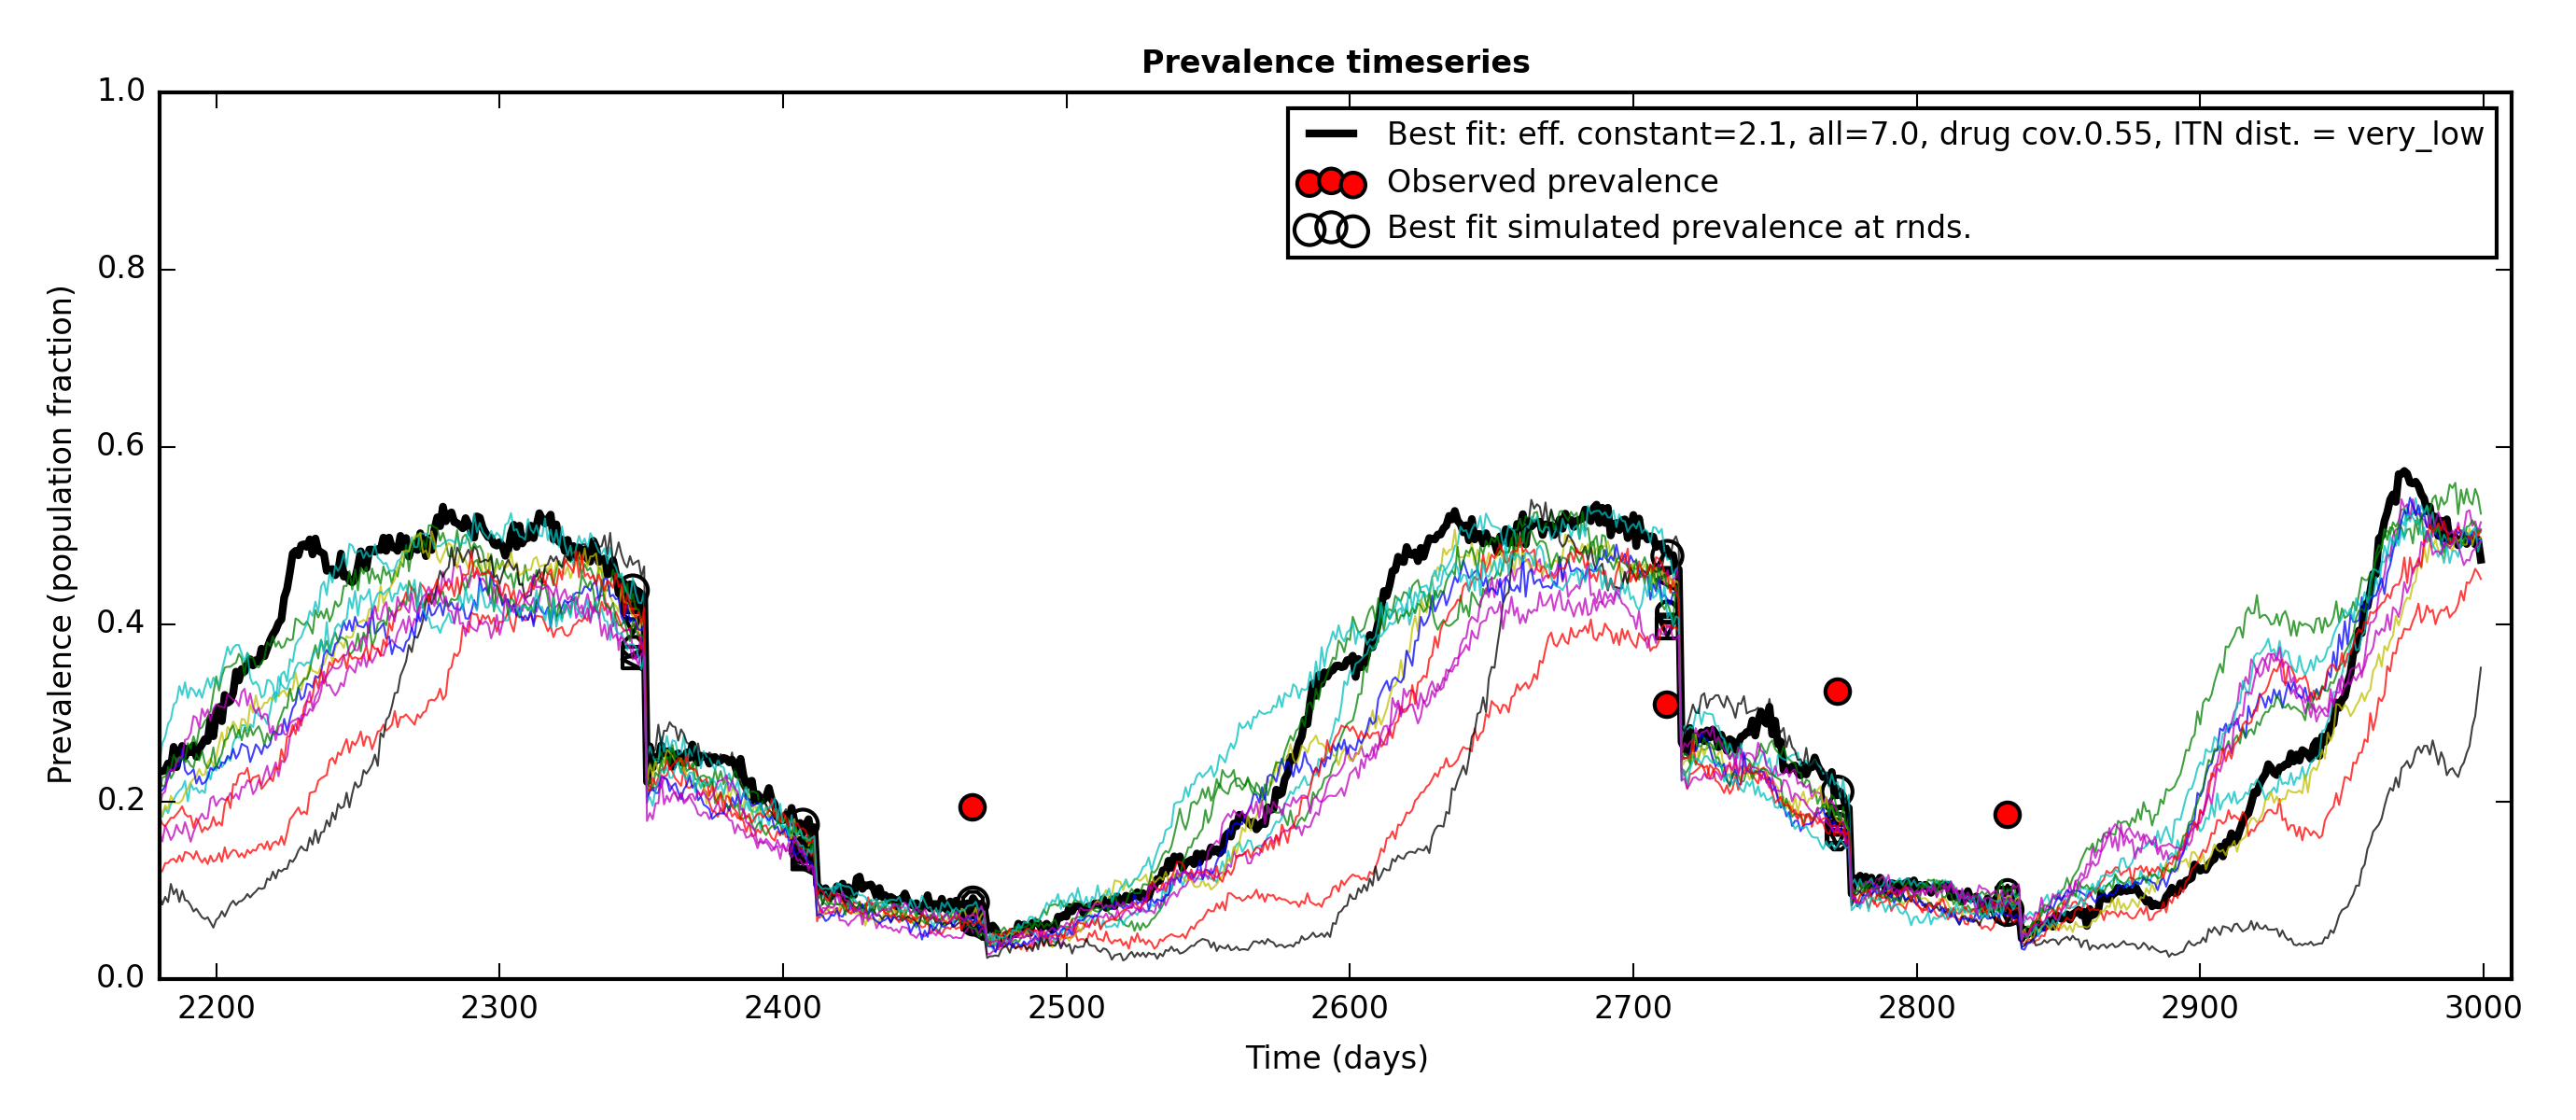 Prevalence timeseries
Best fit: eff. constant=2.1, all=7.0, drug cov.0.55, ITN dist. = very_low
Observed prevalence
Best fit simulated prevalence at rnds.
Prevalence (population fraction)
1.0
0.8
0.6
0.4
0.2
0.0
2200 2300 2400 2500 2600 2700 2800 2900 3000
Time (days)